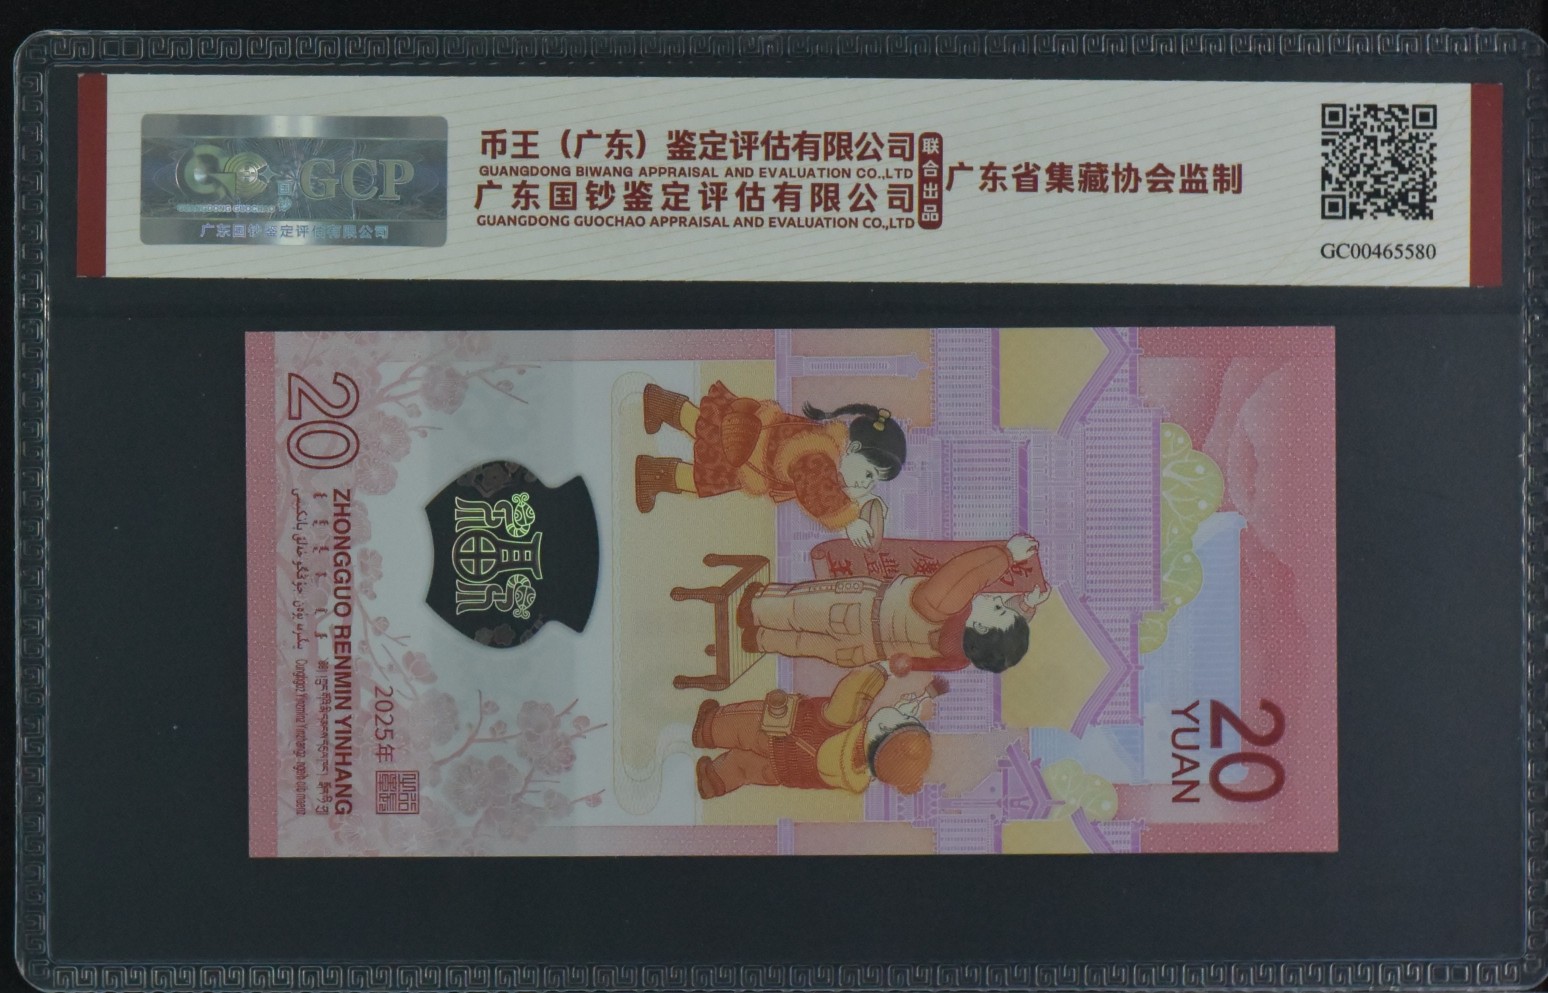 GCP
广东国钞鉴定评估有限公司
币王（广东）鉴定评估有限公司
GUANGDONG BIWANG APPRAISAL AND EVALUATION CO.,LTD
广东国钞鉴定评估有限公司
GUANGDONG GUOCHAO APPRAISAL AND EVALUATION CO.,LTD
联合出品
广东省集藏协会监制
GC00465580
20
ZHONGGUO RENMIN YINHANG
2025年
20
YUAN